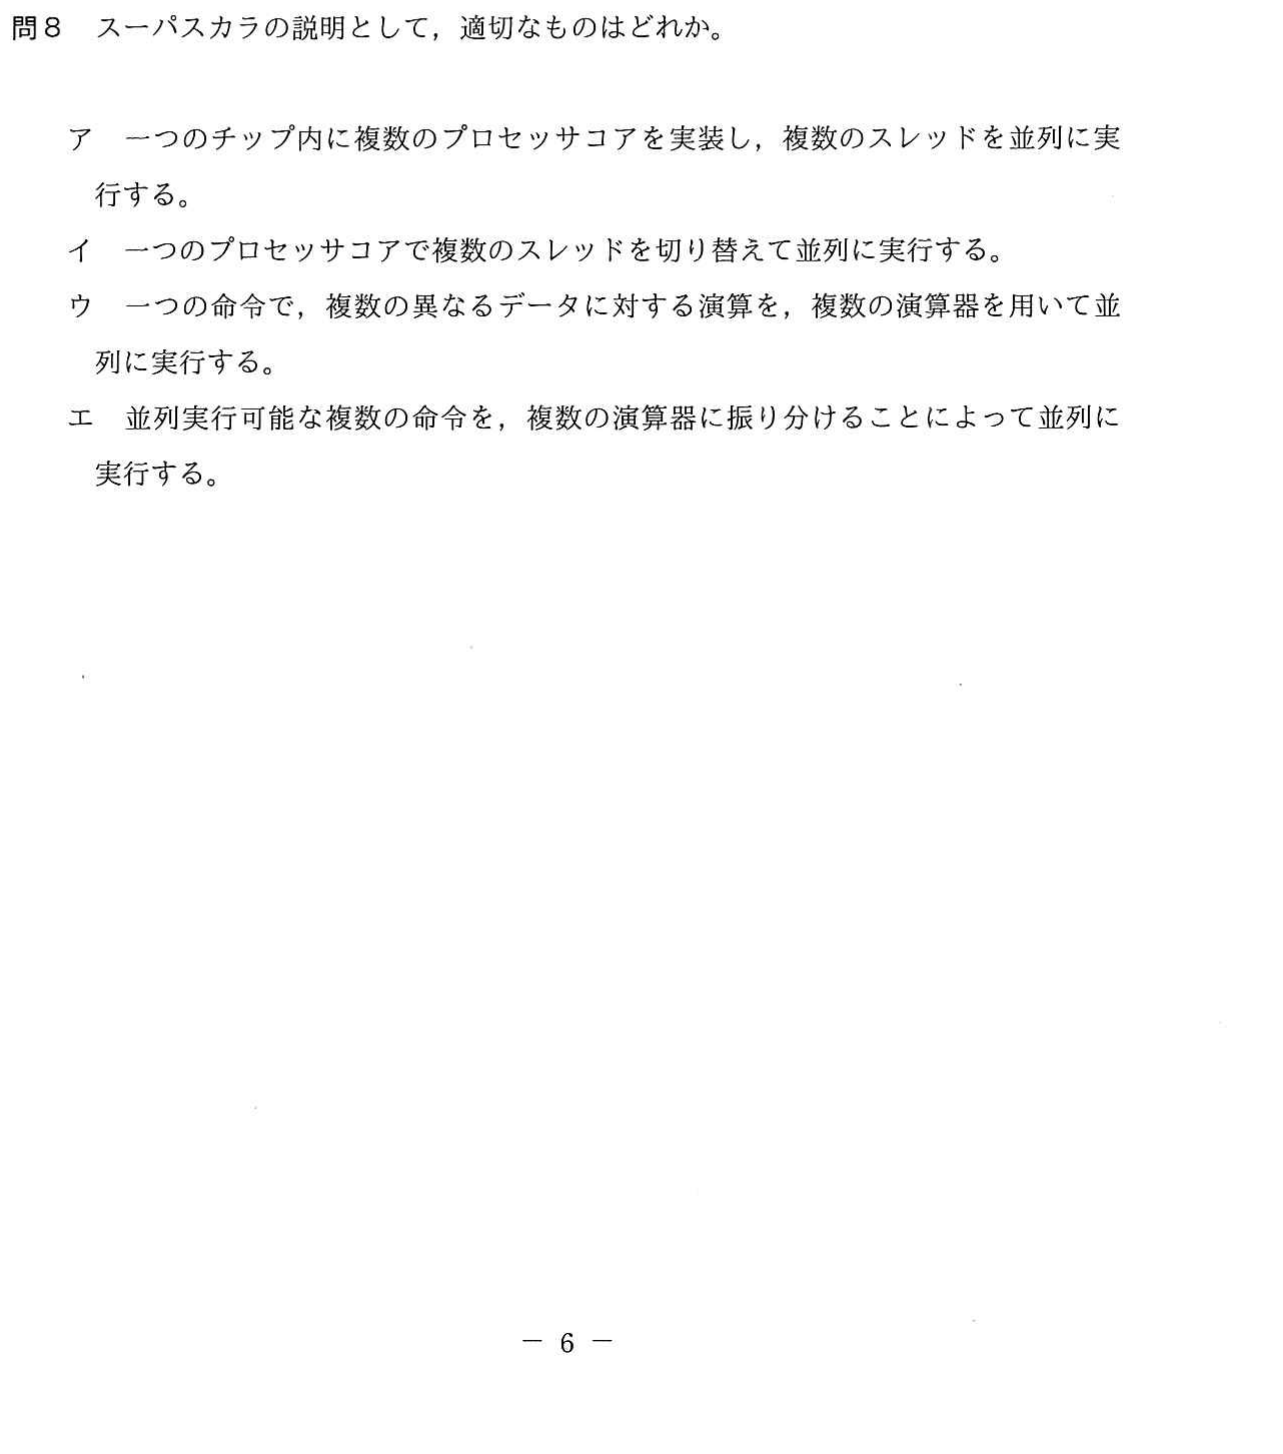 問8　スーパスカラの説明として，適切なものはどれか。
ア　一つのチップ内に複数のプロセッサコアを実装し，複数のスレッドを並列に実
行する。
イ　一つのプロセッサコアで複数のスレッドを切り替えて並列に実行する。
ウ　一つの命令で，複数の異なるデータに対する演算を，複数の演算器を用いて並
列に実行する。
エ　並列実行可能な複数の命令を，複数の演算器に振り分けることによって並列に
実行する。
－ 6 －